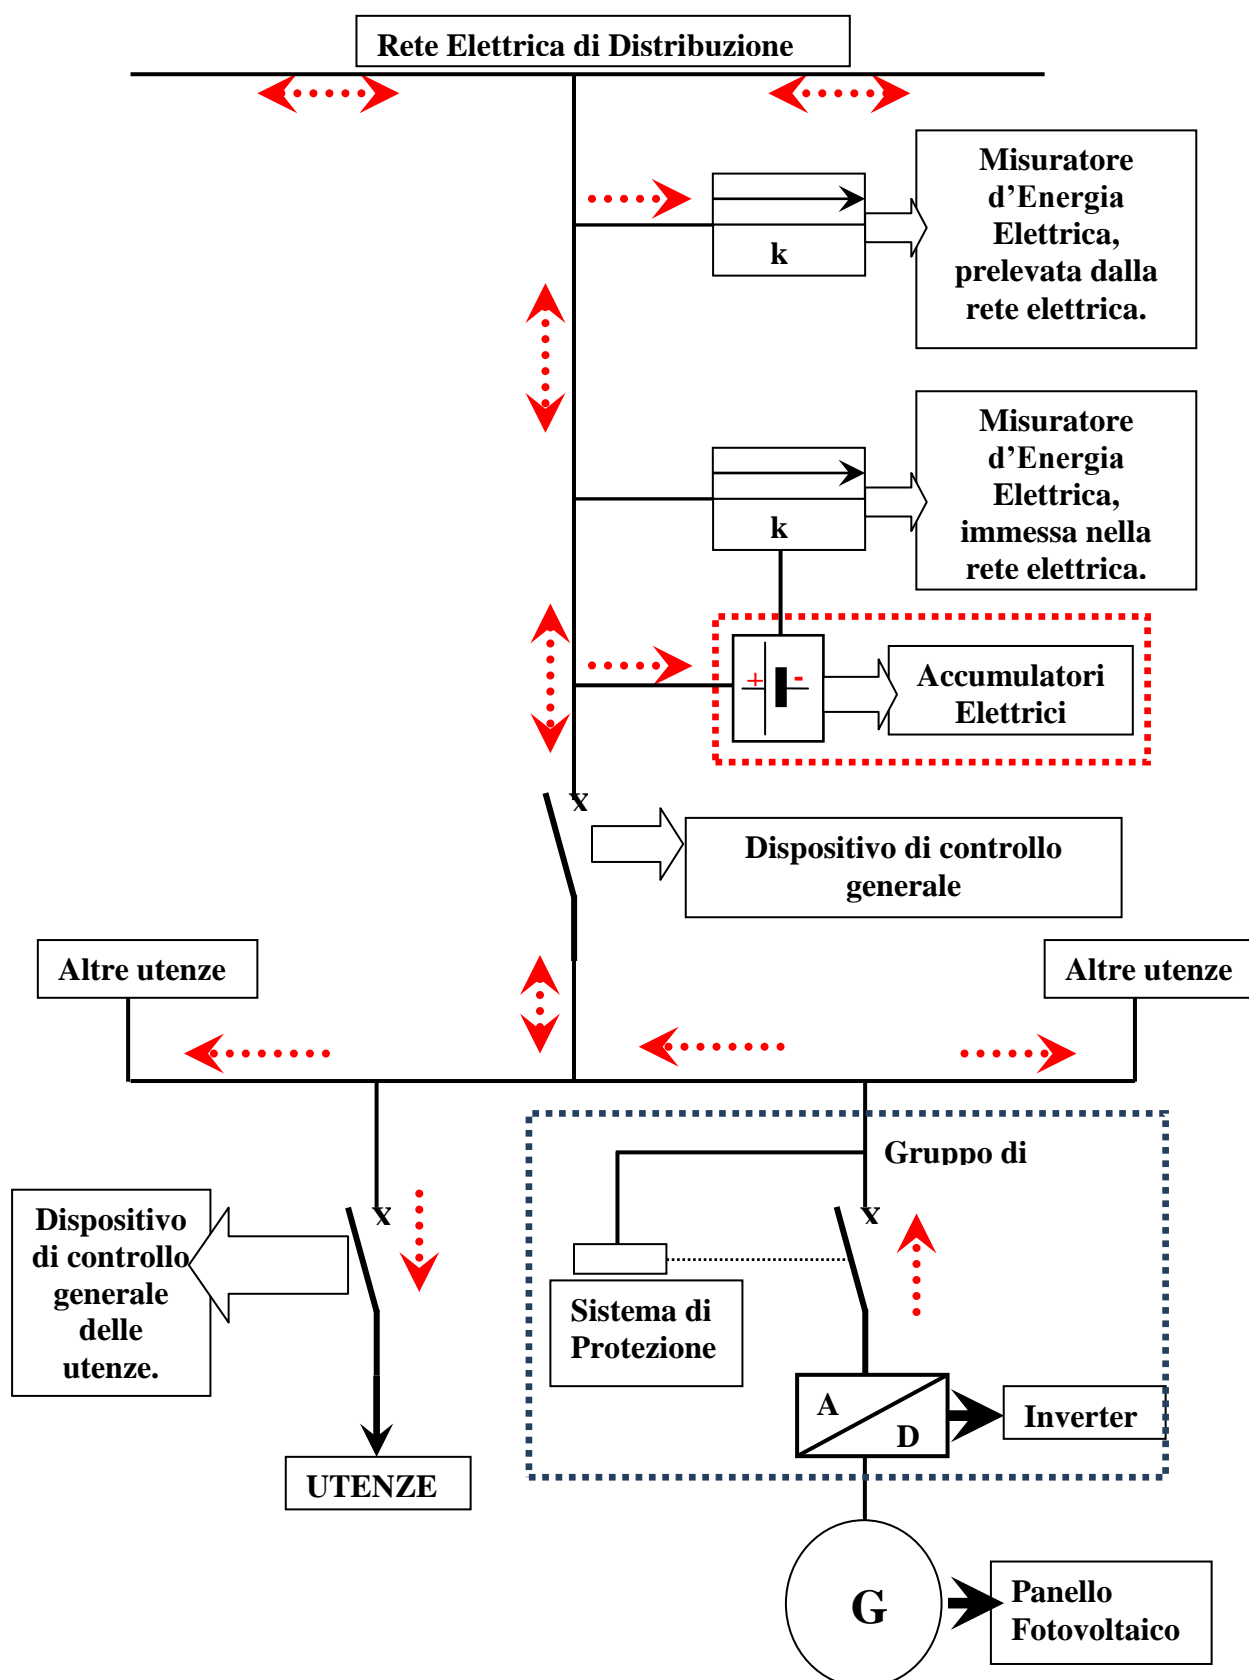 Rete Elettrica di Distribuzione
Misuratore
d’Energia
Elettrica,
prelevata dalla
rete elettrica.
k
Misuratore
d’Energia
Elettrica,
immessa nella
rete elettrica.
k
+ -
Accumulatori
Elettrici
x
Dispositivo di controllo
generale
Altre utenze
Altre utenze
Gruppo di
Dispositivo
di controllo
generale
delle
utenze.
x
x
Sistema di
Protezione
A
D
Inverter
UTENZE
G
Panello
Fotovoltaico